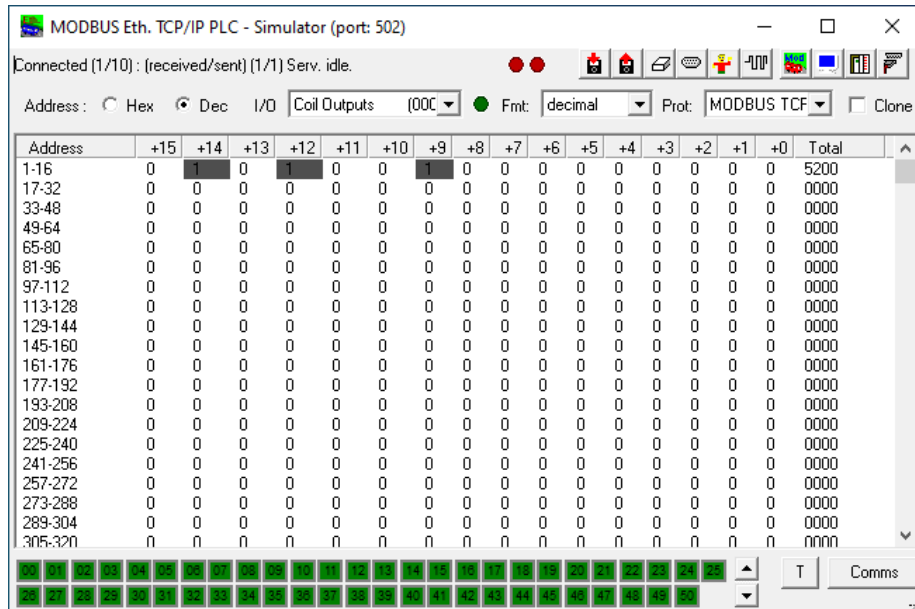 MODBUS Eth. TCP/IP PLC - Simulator (port: 502)
Connected (1/10) : (received/sent) (1/1) Serv. idle.
Address : Hex Dec I/O Coil Outputs (00C Fmt: decimal Prot: MODBUS TCF Clone
Address +15 +14 +13 +12 +11 +10 +9 +8 +7 +6 +5 +4 +3 +2 +1 +0 Total
1-16 0 1 0 1 0 0 1 0 0 0 0 0 0 0 0 0 5200
17-32 0 0 0 0 0 0 0 0 0 0 0 0 0 0 0 0 0000
33-48 0 0 0 0 0 0 0 0 0 0 0 0 0 0 0 0 0000
49-64 0 0 0 0 0 0 0 0 0 0 0 0 0 0 0 0 0000
65-80 0 0 0 0 0 0 0 0 0 0 0 0 0 0 0 0 0000
81-96 0 0 0 0 0 0 0 0 0 0 0 0 0 0 0 0 0000
97-112 0 0 0 0 0 0 0 0 0 0 0 0 0 0 0 0 0000
113-128 0 0 0 0 0 0 0 0 0 0 0 0 0 0 0 0 0000
129-144 0 0 0 0 0 0 0 0 0 0 0 0 0 0 0 0 0000
145-160 0 0 0 0 0 0 0 0 0 0 0 0 0 0 0 0 0000
161-176 0 0 0 0 0 0 0 0 0 0 0 0 0 0 0 0 0000
177-192 0 0 0 0 0 0 0 0 0 0 0 0 0 0 0 0 0000
193-208 0 0 0 0 0 0 0 0 0 0 0 0 0 0 0 0 0000
209-224 0 0 0 0 0 0 0 0 0 0 0 0 0 0 0 0 0000
225-240 0 0 0 0 0 0 0 0 0 0 0 0 0 0 0 0 0000
241-256 0 0 0 0 0 0 0 0 0 0 0 0 0 0 0 0 0000
257-272 0 0 0 0 0 0 0 0 0 0 0 0 0 0 0 0 0000
273-288 0 0 0 0 0 0 0 0 0 0 0 0 0 0 0 0 0000
289-304 0 0 0 0 0 0 0 0 0 0 0 0 0 0 0 0 0000
305-320 0 0 0 0 0 0 0 0 0 0 0 0 0 0 0 0 0000
00 01 02 03 04 05 06 07 08 09 10 11 12 13 14 15 16 17 18 19 20 21 22 23 24 25 T Comms
26 27 28 29 30 31 32 33 34 35 36 37 38 39 40 41 42 43 44 45 46 47 48 49 50